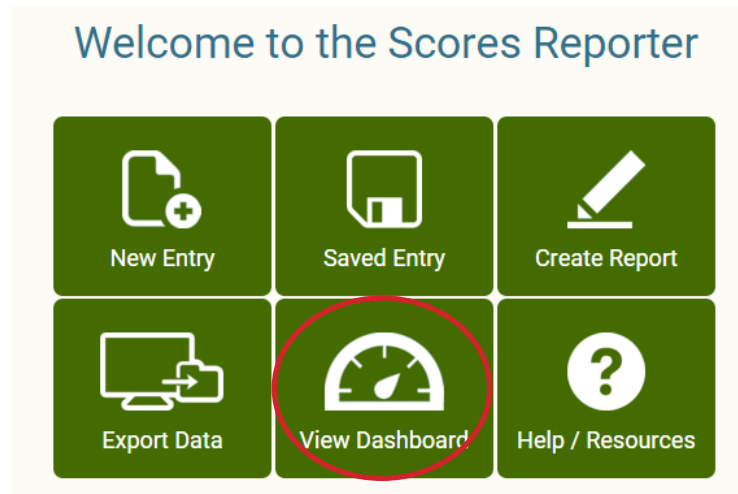 Welcome to the Scores Reporter
New Entry
Saved Entry
Create Report
Export Data
View Dashboard
Help / Resources